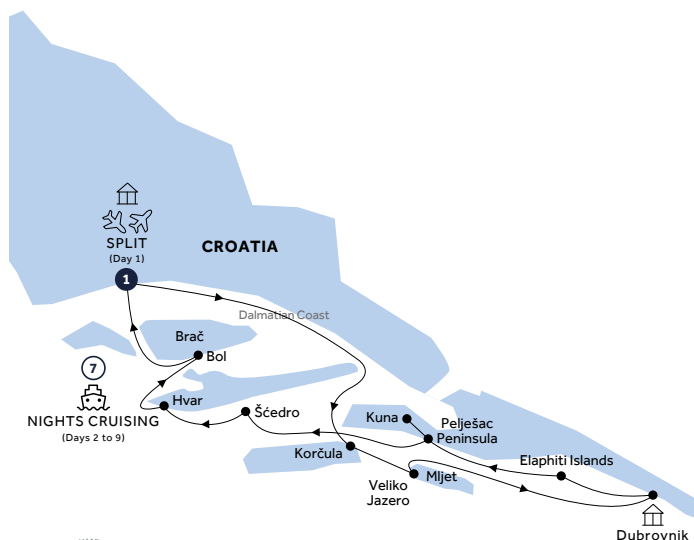 SPLIT
(Day 1)
1
CROATIA
Dalmatian Coast
Brač
Bol
7
NIGHTS CRUISING
(Days 2 to 9)
Hvar
Šćedro
Kuna
Pelješac
Peninsula
Korčula
Elaphiti Islands
Mljet
Veliko
Jazero
Dubrovnik